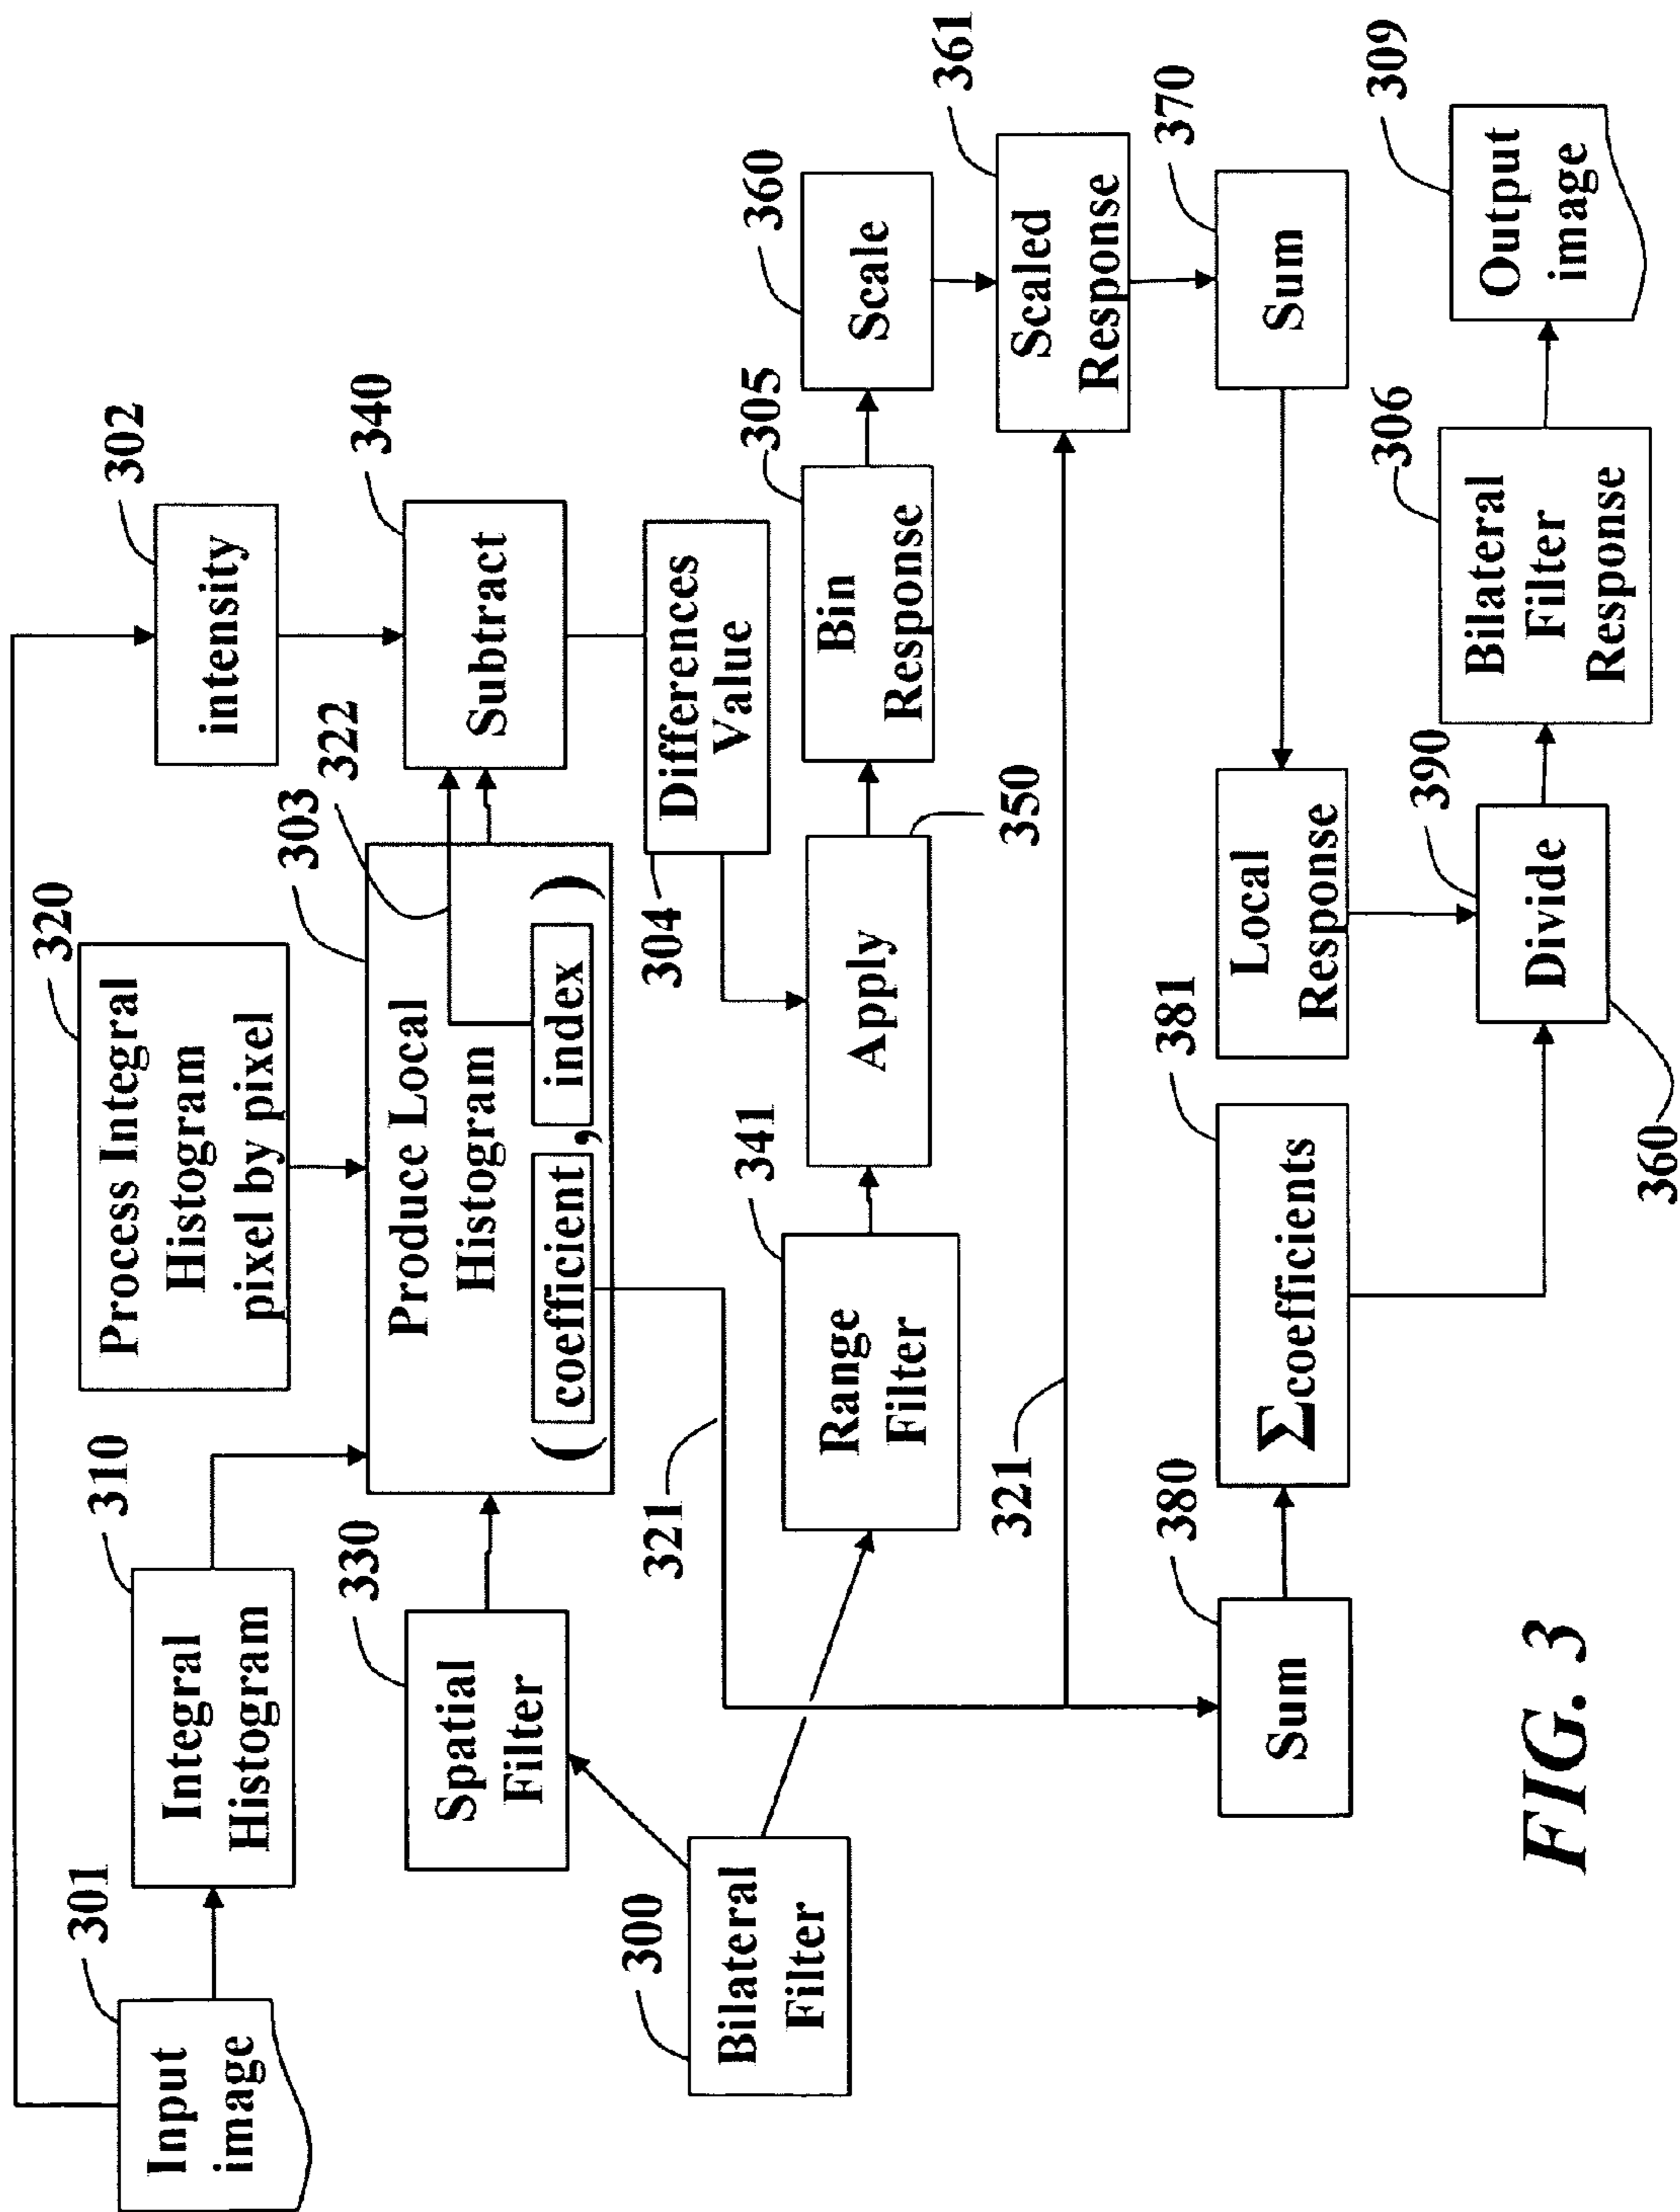 301
Input
image
310
Integral
Histogram
320
Process Integral
Histogram
pixel by pixel
302
intensity
330
Spatial
Filter
303
Produce Local
Histogram
(coefficient, index)
322
340
Subtract
321
304
Differences
Value
300
Bilateral
Filter
341
Range
Filter
Apply
350
305
Bin
Response
360
Scale
321
361
Scaled
Response
380
Sum
381
Σcoefficients
Local
Response
370
Sum
390
Divide
360
306
Bilateral
Filter
Response
309
Output
image
FIG. 3